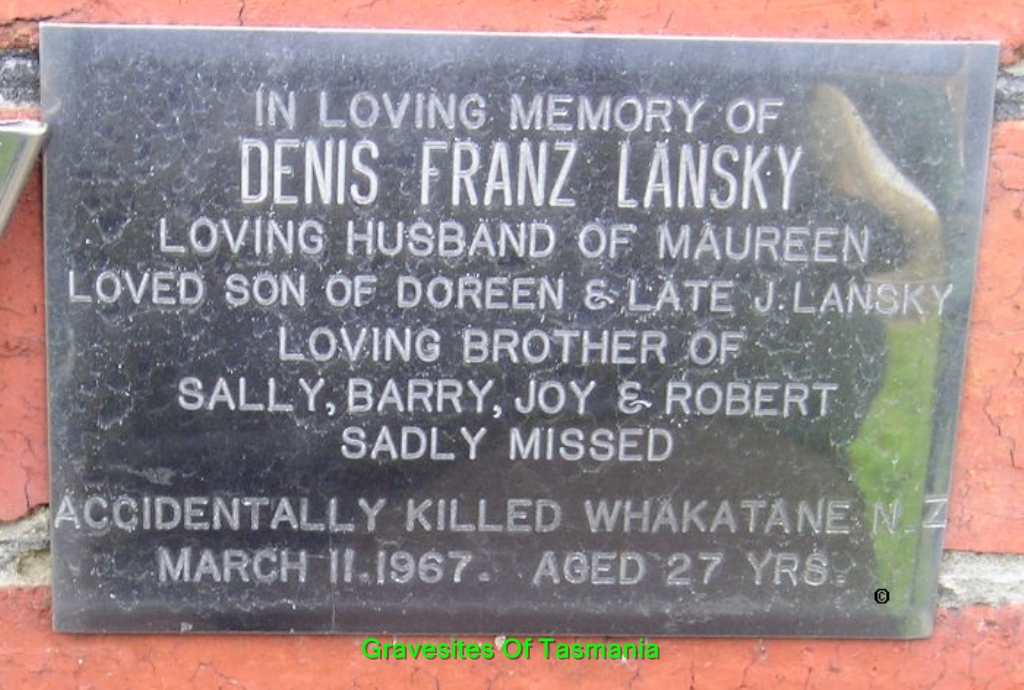 IN LOVING MEMORY OF
DENIS FRANZ LANSKY
LOVING HUSBAND OF MAUREEN
LOVED SON OF DOREEN & LATE J. LANSKY
LOVING BROTHER OF
SALLY, BARRY, JOY & ROBERT
SADLY MISSED
ACCIDENTALLY KILLED WHAKATANE N.Z
MARCH 11.1967. AGED 27 YRS.
©
Gravesites Of Tasmania